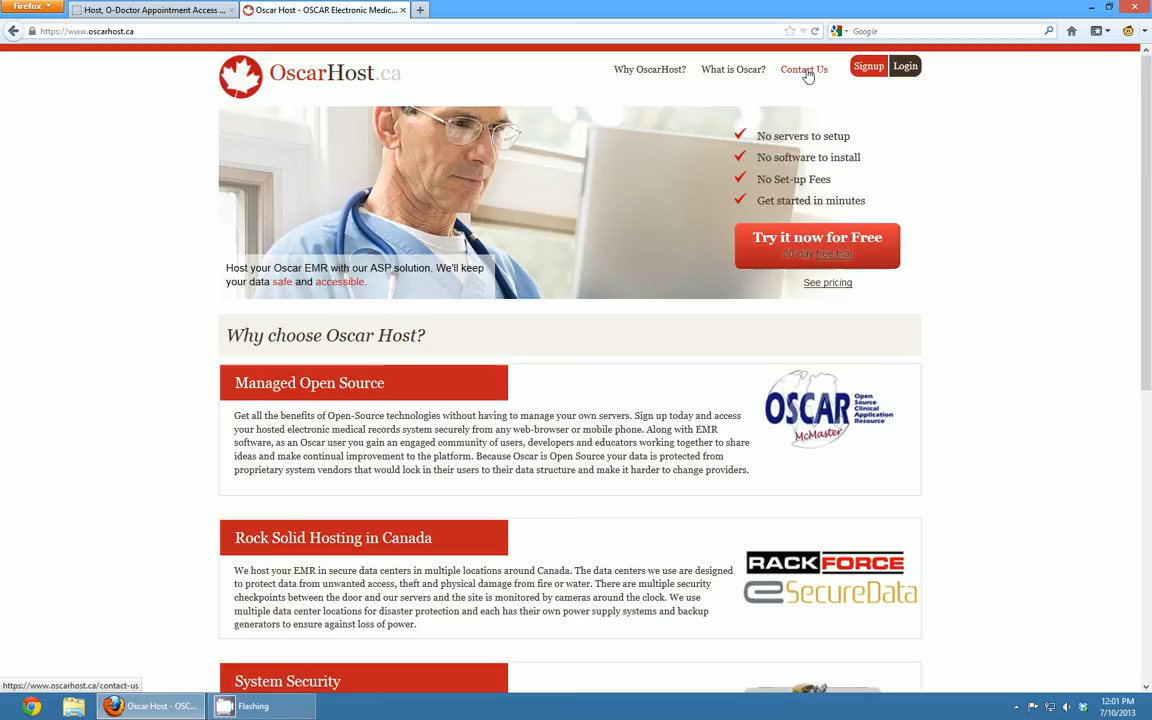 Firefox
Host, O-Doctor Appointment Access ...
Oscar Host - OSCAR Electronic Medic...
https://www.oscarhost.ca
Google
OscarHost.ca
Why OscarHost?
What is Oscar?
Contact Us
Signup
Login
No servers to setup
No software to install
No Set-up Fees
Get started in minutes
Try it now for Free
30-day free trial
See pricing
Host your Oscar EMR with our ASP solution. We'll keep
your data safe and accessible.
Why choose Oscar Host?
Managed Open Source
Get all the benefits of Open-Source technologies without having to manage your own servers. Sign up today and access
your hosted electronic medical records system securely from any web-browser or mobile phone. Along with EMR
software, as an Oscar user you gain an engaged community of users, developers and educators working together to share
ideas and make continual improvement to the platform. Because Oscar is Open Source your data is protected from
proprietary system vendors that would lock in their users to their data structure and make it harder to change providers.
OSCAR
Open
Source
Clinical
Application
Resource
McMaster
Rock Solid Hosting in Canada
We host your EMR in secure data centers in multiple locations around Canada. The data centers we use are designed
to protect data from unwanted access, theft and physical damage from fire or water. There are multiple security
checkpoints between the door and our servers and the site is monitored by cameras around the clock. We use
multiple data center locations for disaster protection and each has their own power supply systems and backup
generators to ensure against loss of power.
RACKFORCE
eSecureData
System Security
https://www.oscarhost.ca/contact-us
Oscar Host - OSC...
Flashing
12:01 PM
7/10/2013